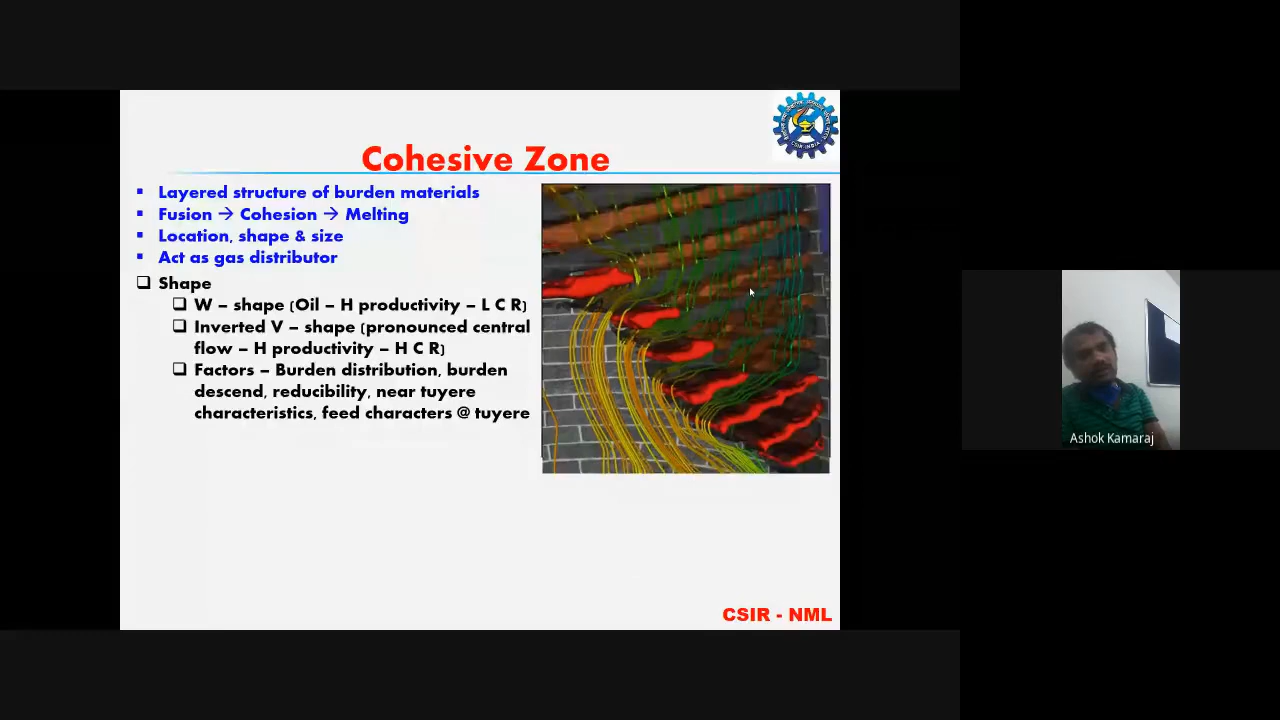 Cohesive Zone
▪ Layered structure of burden materials
▪ Fusion → Cohesion → Melting
▪ Location, shape & size
▪ Act as gas distributor
❑ Shape
❑ W – shape (Oil – H productivity – L C R)
❑ Inverted V – shape (pronounced central
flow – H productivity – H C R)
❑ Factors – Burden distribution, burden
descend, reducibility, near tuyere
characteristics, feed characters @ tuyere
CSIR - NML
Ashok Kamaraj